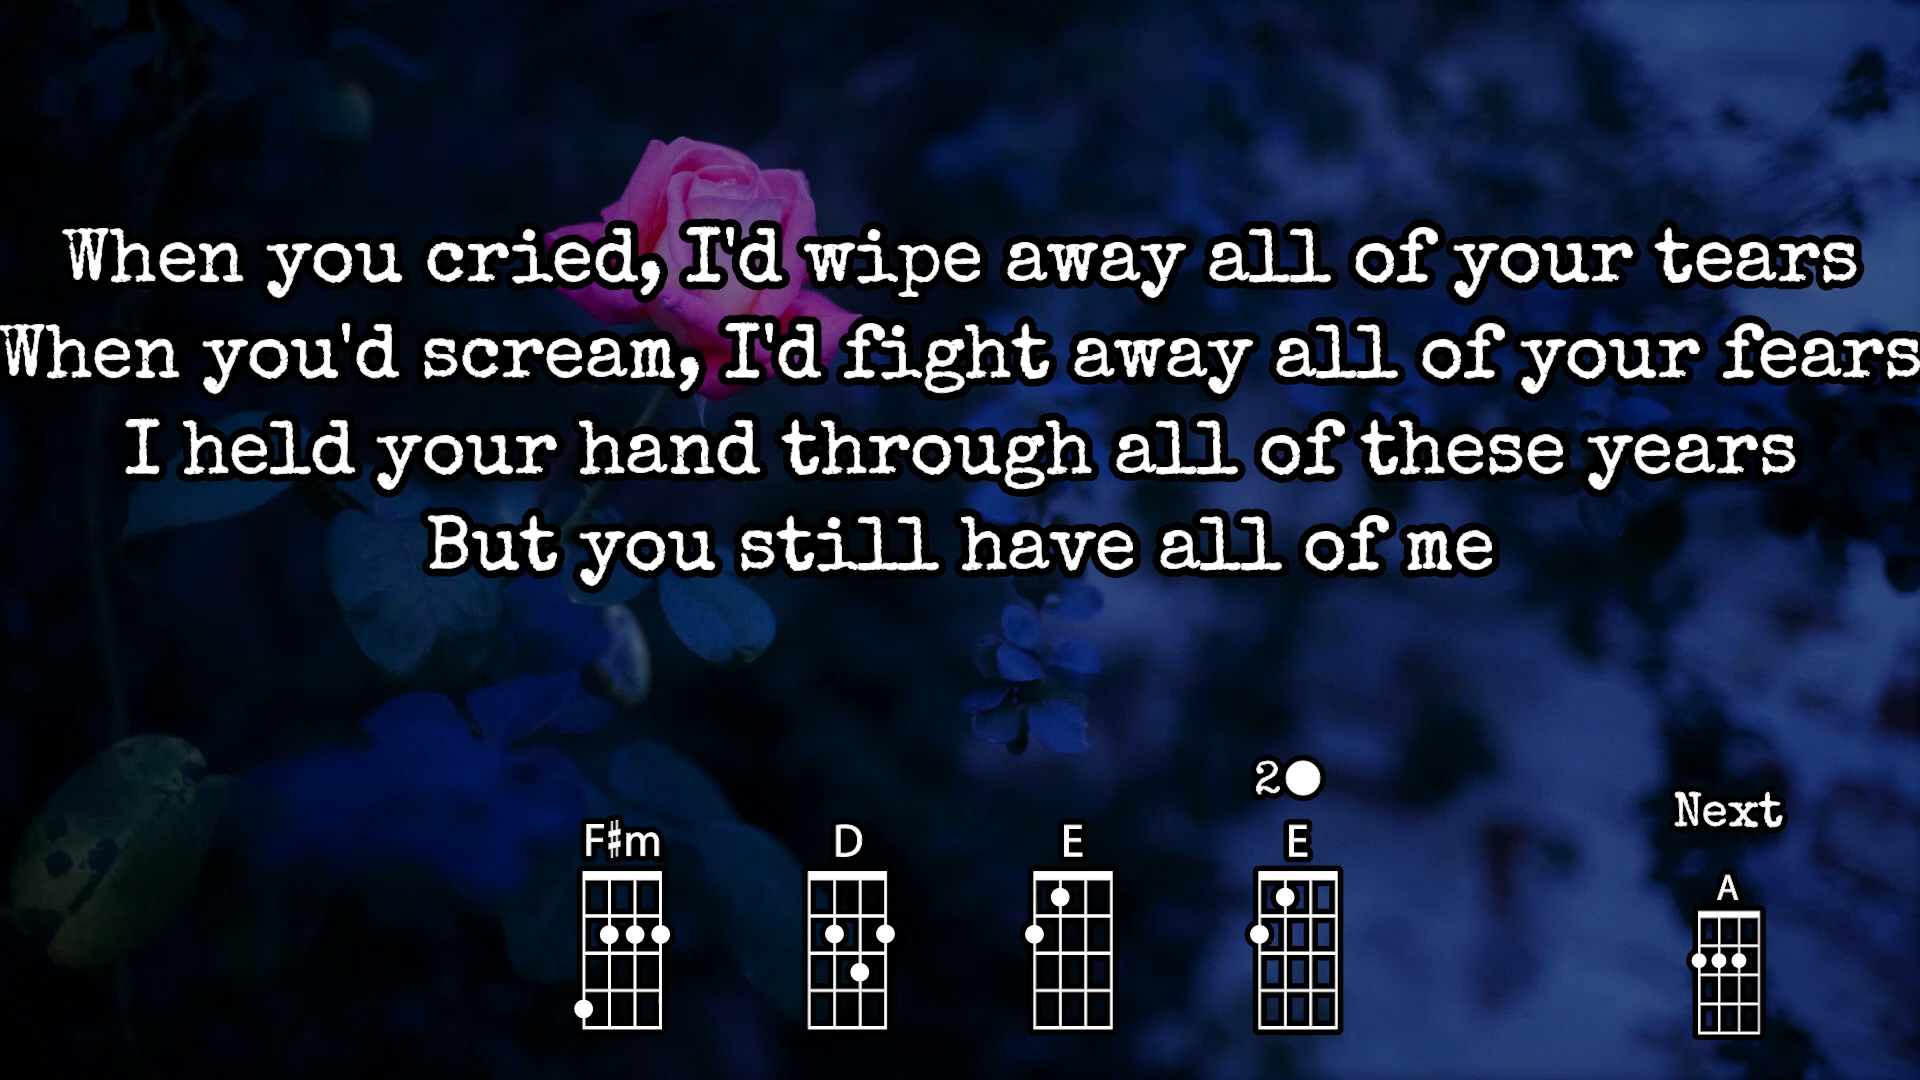 When you cried, I'd wipe away all of your tears
When you'd scream, I'd fight away all of your fears
I held your hand through all of these years
But you still have all of me
2
Next
F♯m D E E
A